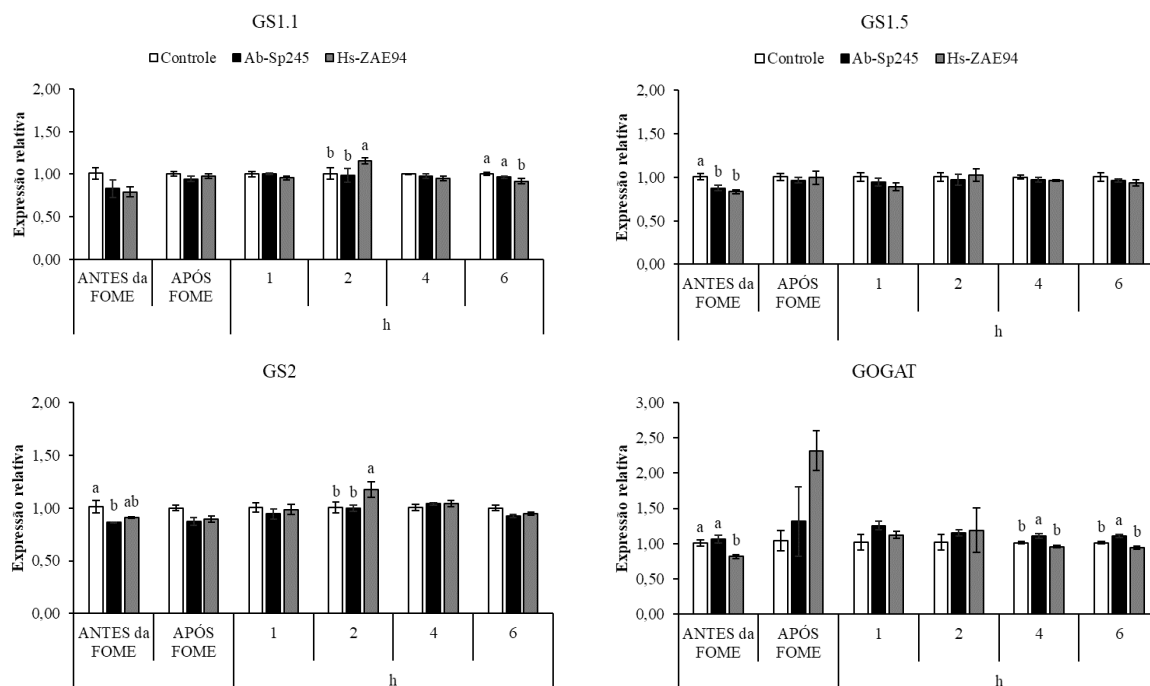 GS1.1
Controle Ab-Sp245 Hs-ZAE94
Expressão relativa
2,00
1,50
1,00
0,50
0,00
b b a
a a b
ANTES da FOME
APÓS FOME
1
2
4
6
h
GS1.5
Controle Ab-Sp245 Hs-ZAE94
Expressão relativa
2,00
1,50
1,00
0,50
0,00
a b b
ANTES da FOME
APÓS FOME
1
2
4
6
h
GS2
Expressão relativa
2,00
1,50
1,00
0,50
0,00
a b ab
b b a
ANTES da FOME
APÓS FOME
1
2
4
6
h
GOGAT
Expressão relativa
3,00
2,50
2,00
1,50
1,00
0,50
0,00
a a b
b a b
b a b
ANTES da FOME
APÓS FOME
1
2
4
6
h